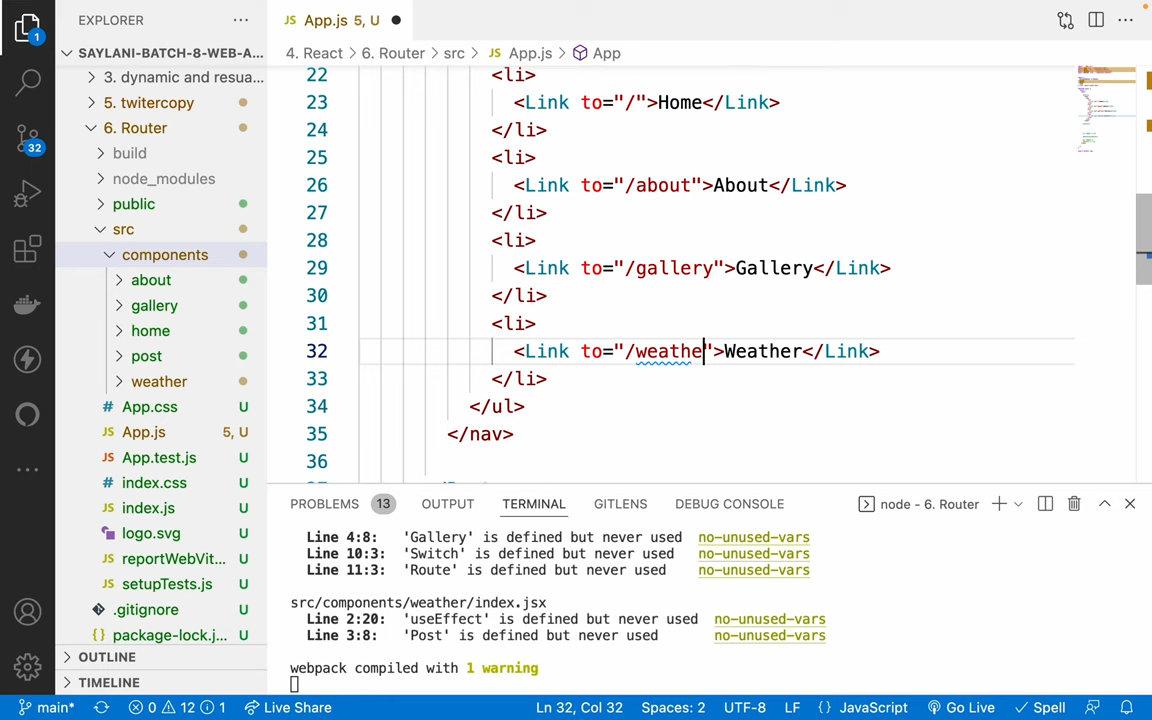 EXPLORER
App.js 5, U
SAYLANI-BATCH-8-WEB-A...
4. React > 6. Router > src > App.js > App
3. dynamic and resua...
5. twitercopy
6. Router
build
node_modules
public
src
components
about
gallery
home
post
weather
App.css U
App.js 5, U
App.test.js U
index.css U
index.js U
logo.svg U
reportWebVit... U
setupTests.js U
.gitignore U
package-lock.j... U
OUTLINE
TIMELINE
1
32
22 <li>
23 <Link to="/">Home</Link>
24 </li>
25 <li>
26 <Link to="/about">About</Link>
27 </li>
28 <li>
29 <Link to="/gallery">Gallery</Link>
30 </li>
31 <li>
32 <Link to="/weathe">Weather</Link>
33 </li>
34 </ul>
35 </nav>
36
PROBLEMS 13 OUTPUT TERMINAL GITLENS DEBUG CONSOLE node - 6. Router
Line 4:8: 'Gallery' is defined but never used no-unused-vars
Line 10:3: 'Switch' is defined but never used no-unused-vars
Line 11:3: 'Route' is defined but never used no-unused-vars
src/components/weather/index.jsx
Line 2:20: 'useEffect' is defined but never used no-unused-vars
Line 3:8: 'Post' is defined but never used no-unused-vars
webpack compiled with 1 warning
main* 0 12 1 Live Share Ln 32, Col 32 Spaces: 2 UTF-8 LF {} JavaScript Go Live Spell